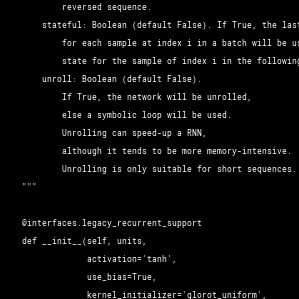 reversed sequence.
stateful: Boolean (default False). If True, the last
for each sample at index i in a batch will be
state for the sample of index i in the following
unroll: Boolean (default False).
If True, the network will be unrolled,
else a symbolic loop will be used.
Unrolling can speed-up a RNN,
although it tends to be more memory-intensive.
Unrolling is only suitable for short sequences.
"""
@interfaces.legacy_recurrent_support
def __init__(self, units,
activation='tanh',
use_bias=True,
kernel_initializer='glorot_uniform',